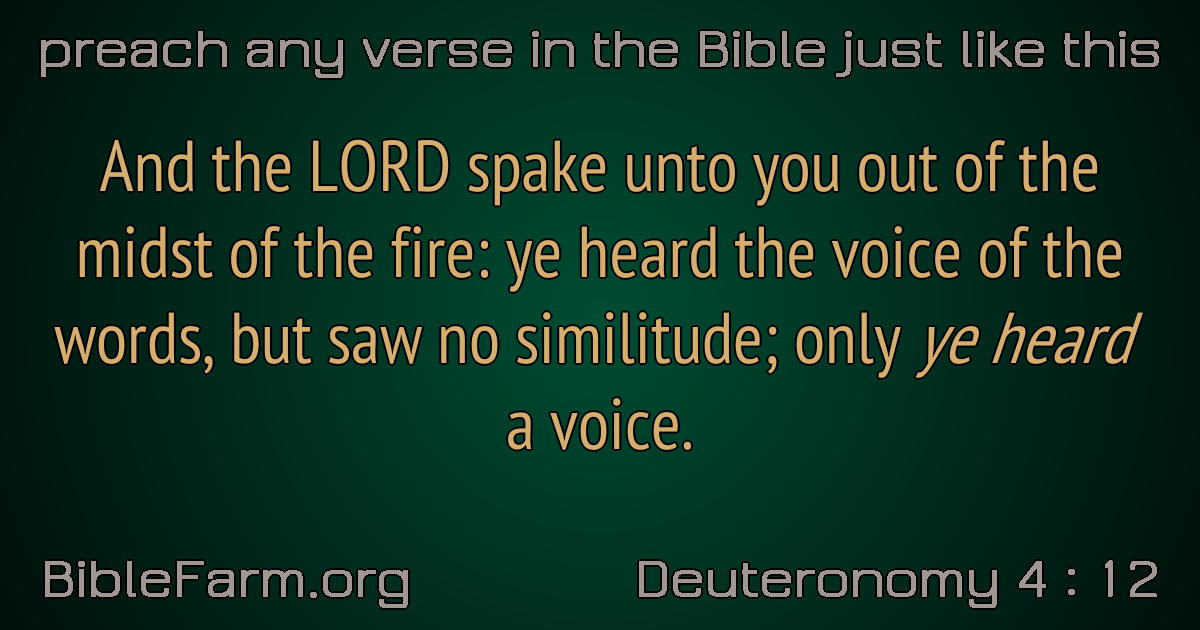 preach any verse in the Bible just like this
And the LORD spake unto you out of the
midst of the fire: ye heard the voice of the
words, but saw no similitude; only ye heard
a voice.
BibleFarm.org
Deuteronomy 4 : 12